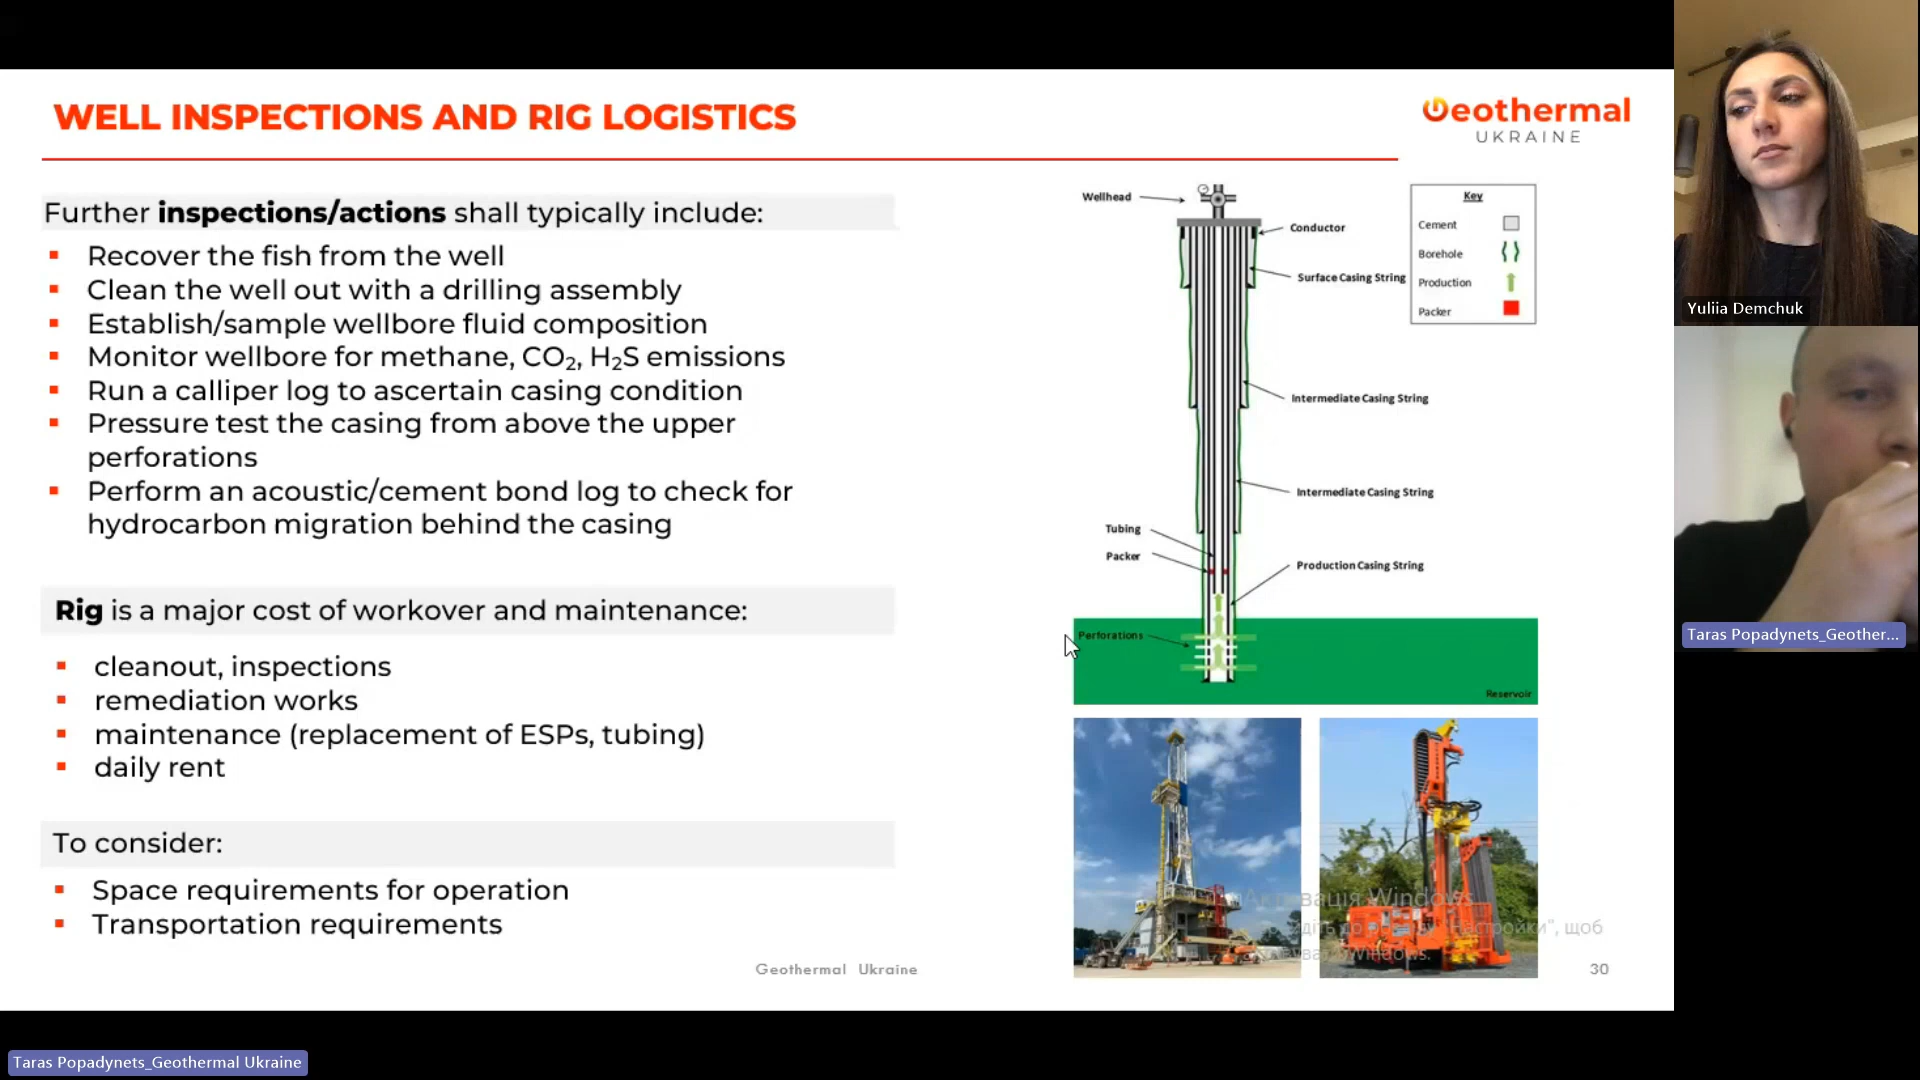 WELL INSPECTIONS AND RIG LOGISTICS
Geothermal
UKRAINE
Further inspections/actions shall typically include:
Recover the fish from the well
Clean the well out with a drilling assembly
Establish/sample wellbore fluid composition
Monitor wellbore for methane, CO₂, H₂S emissions
Run a calliper log to ascertain casing condition
Pressure test the casing from above the upper
perforations
Perform an acoustic/cement bond log to check for
hydrocarbon migration behind the casing
Rig is a major cost of workover and maintenance:
cleanout, inspections
remediation works
maintenance (replacement of ESPs, tubing)
daily rent
To consider:
Space requirements for operation
Transportation requirements
Wellhead
Conductor
Surface Casing String
Intermediate Casing String
Intermediate Casing String
Tubing
Packer
Production Casing String
Perforations
Reservoir
Key
Cement
Borehole
Production
Packer
Активація Windows
"Настройки", щоб
Windows.
Geothermal Ukraine
30
Yuliia Demchuk
Taras Popadynets_Geother...
Taras Popadynets_Geothermal Ukraine